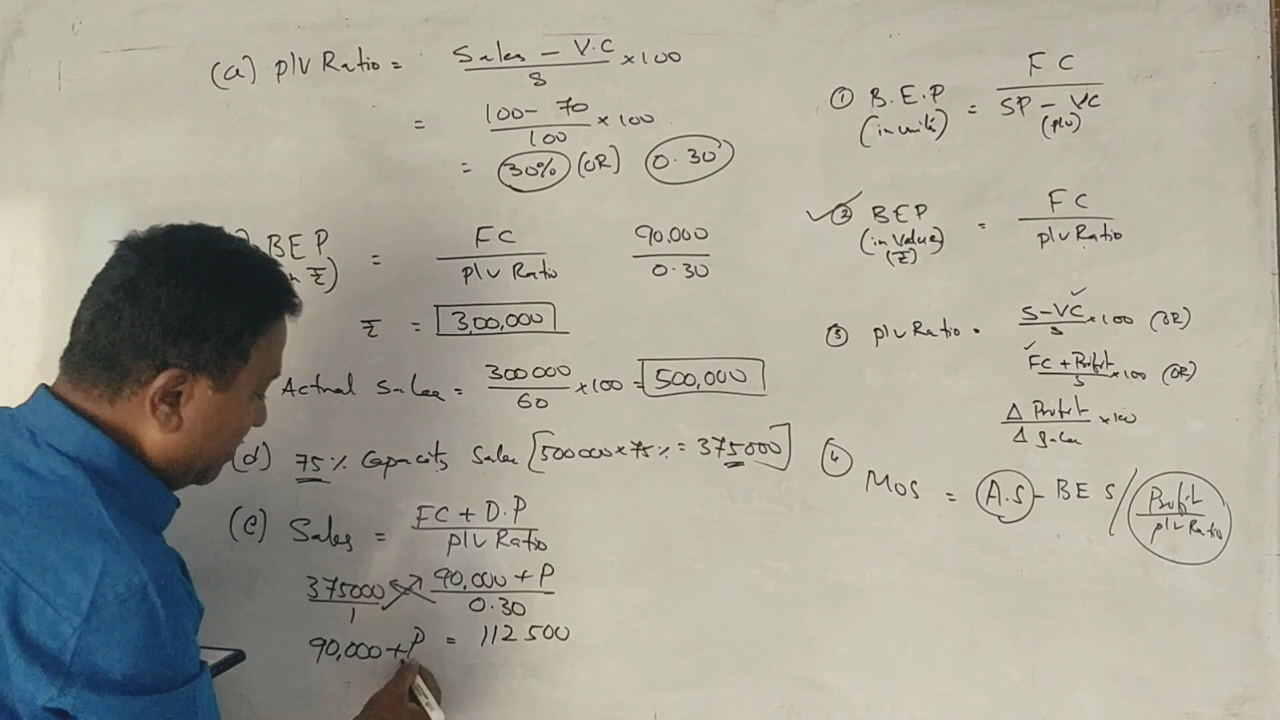 (a) P/V Ratio = Sales - V.C / S × 100
= 100 - 70 / 100 × 100
= 30% (OR) 0.30
BEP = FC / P/V Ratio 90,000 / 0.30
₹)
₹ = 3,00,000
Actual Sales = 300000 / 60 × 100 = 500,000
(d) 75% Capacity Sales [500000 × 75% = 375000]
(e) Sales = FC + D.P / P/V Ratio
375000 / 1 90,000 + P / 0.30
90,000 + P = 112500
① B.E.P (in units) = FC / SP - VC (p/u)
② BEP (in Value) (₹) = FC / P/V Ratio
③ P/V Ratio = S - VC / S × 100 (OR)
FC + Profit / S × 100 (OR)
Δ Profit / Δ Sales × 100
④ MOS = A.S - BES / Profit / P/V Ratio